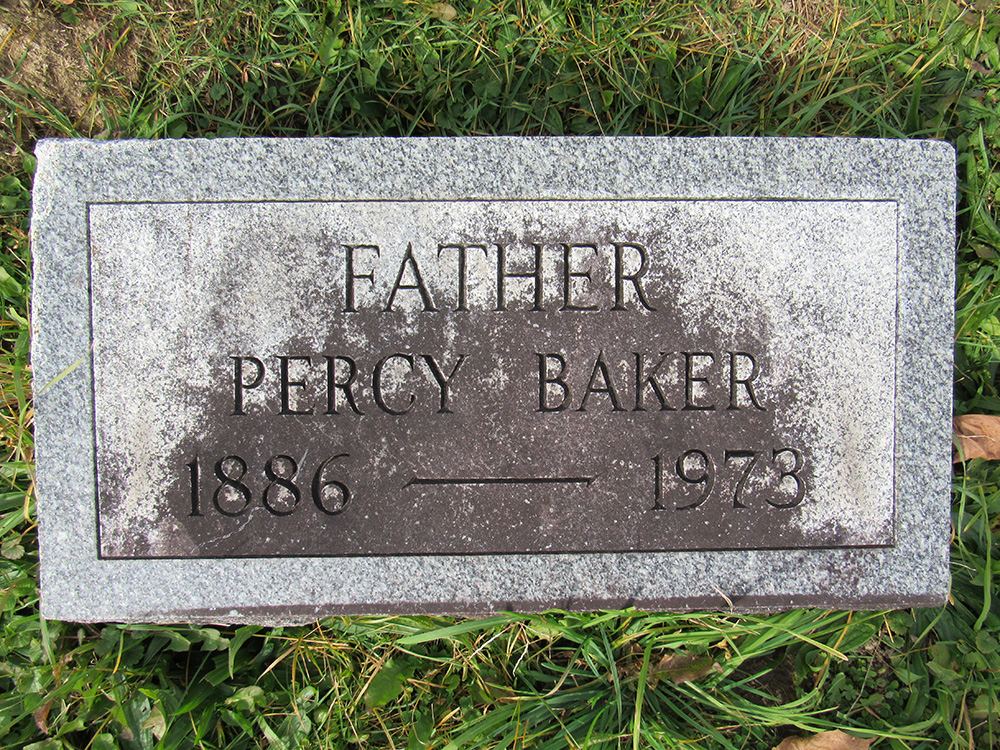 FATHER
PERCY BAKER
1886 — 1973